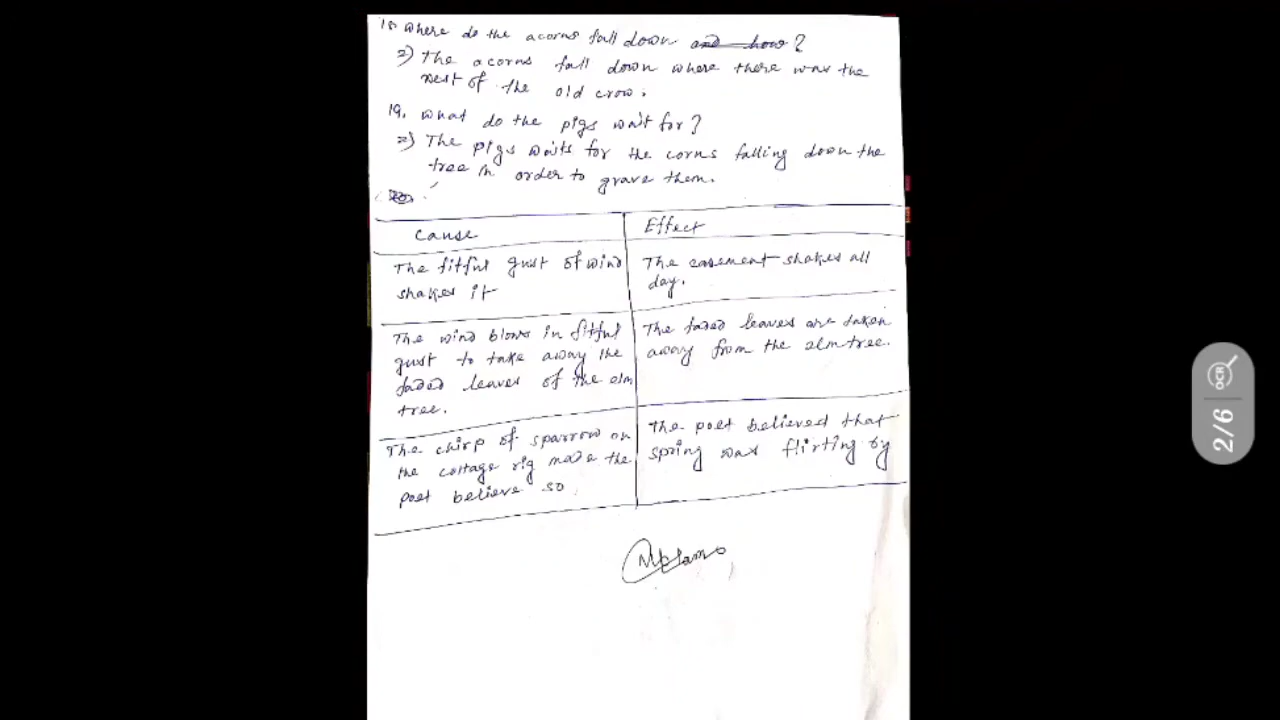 18. Where do the acorns fall down and how?
=) The acorns fall down where there was the
nest of the old crow.
19. What do the pigs wait for?
=) The pigs waits for the corns falling down the
tree in order to grave them.
Cause
Effect
The fitful gust of wind
shakes it
The casement shakes all
day.
The wind blows in fitful
gust to take away the
faded leaves of the elm
tree.
The faded leaves are taken
away from the elm tree.
The chirp of sparrow on
the cottage rig made the
poet believe so
The poet believed that
spring was flirting by
2/6
OCR